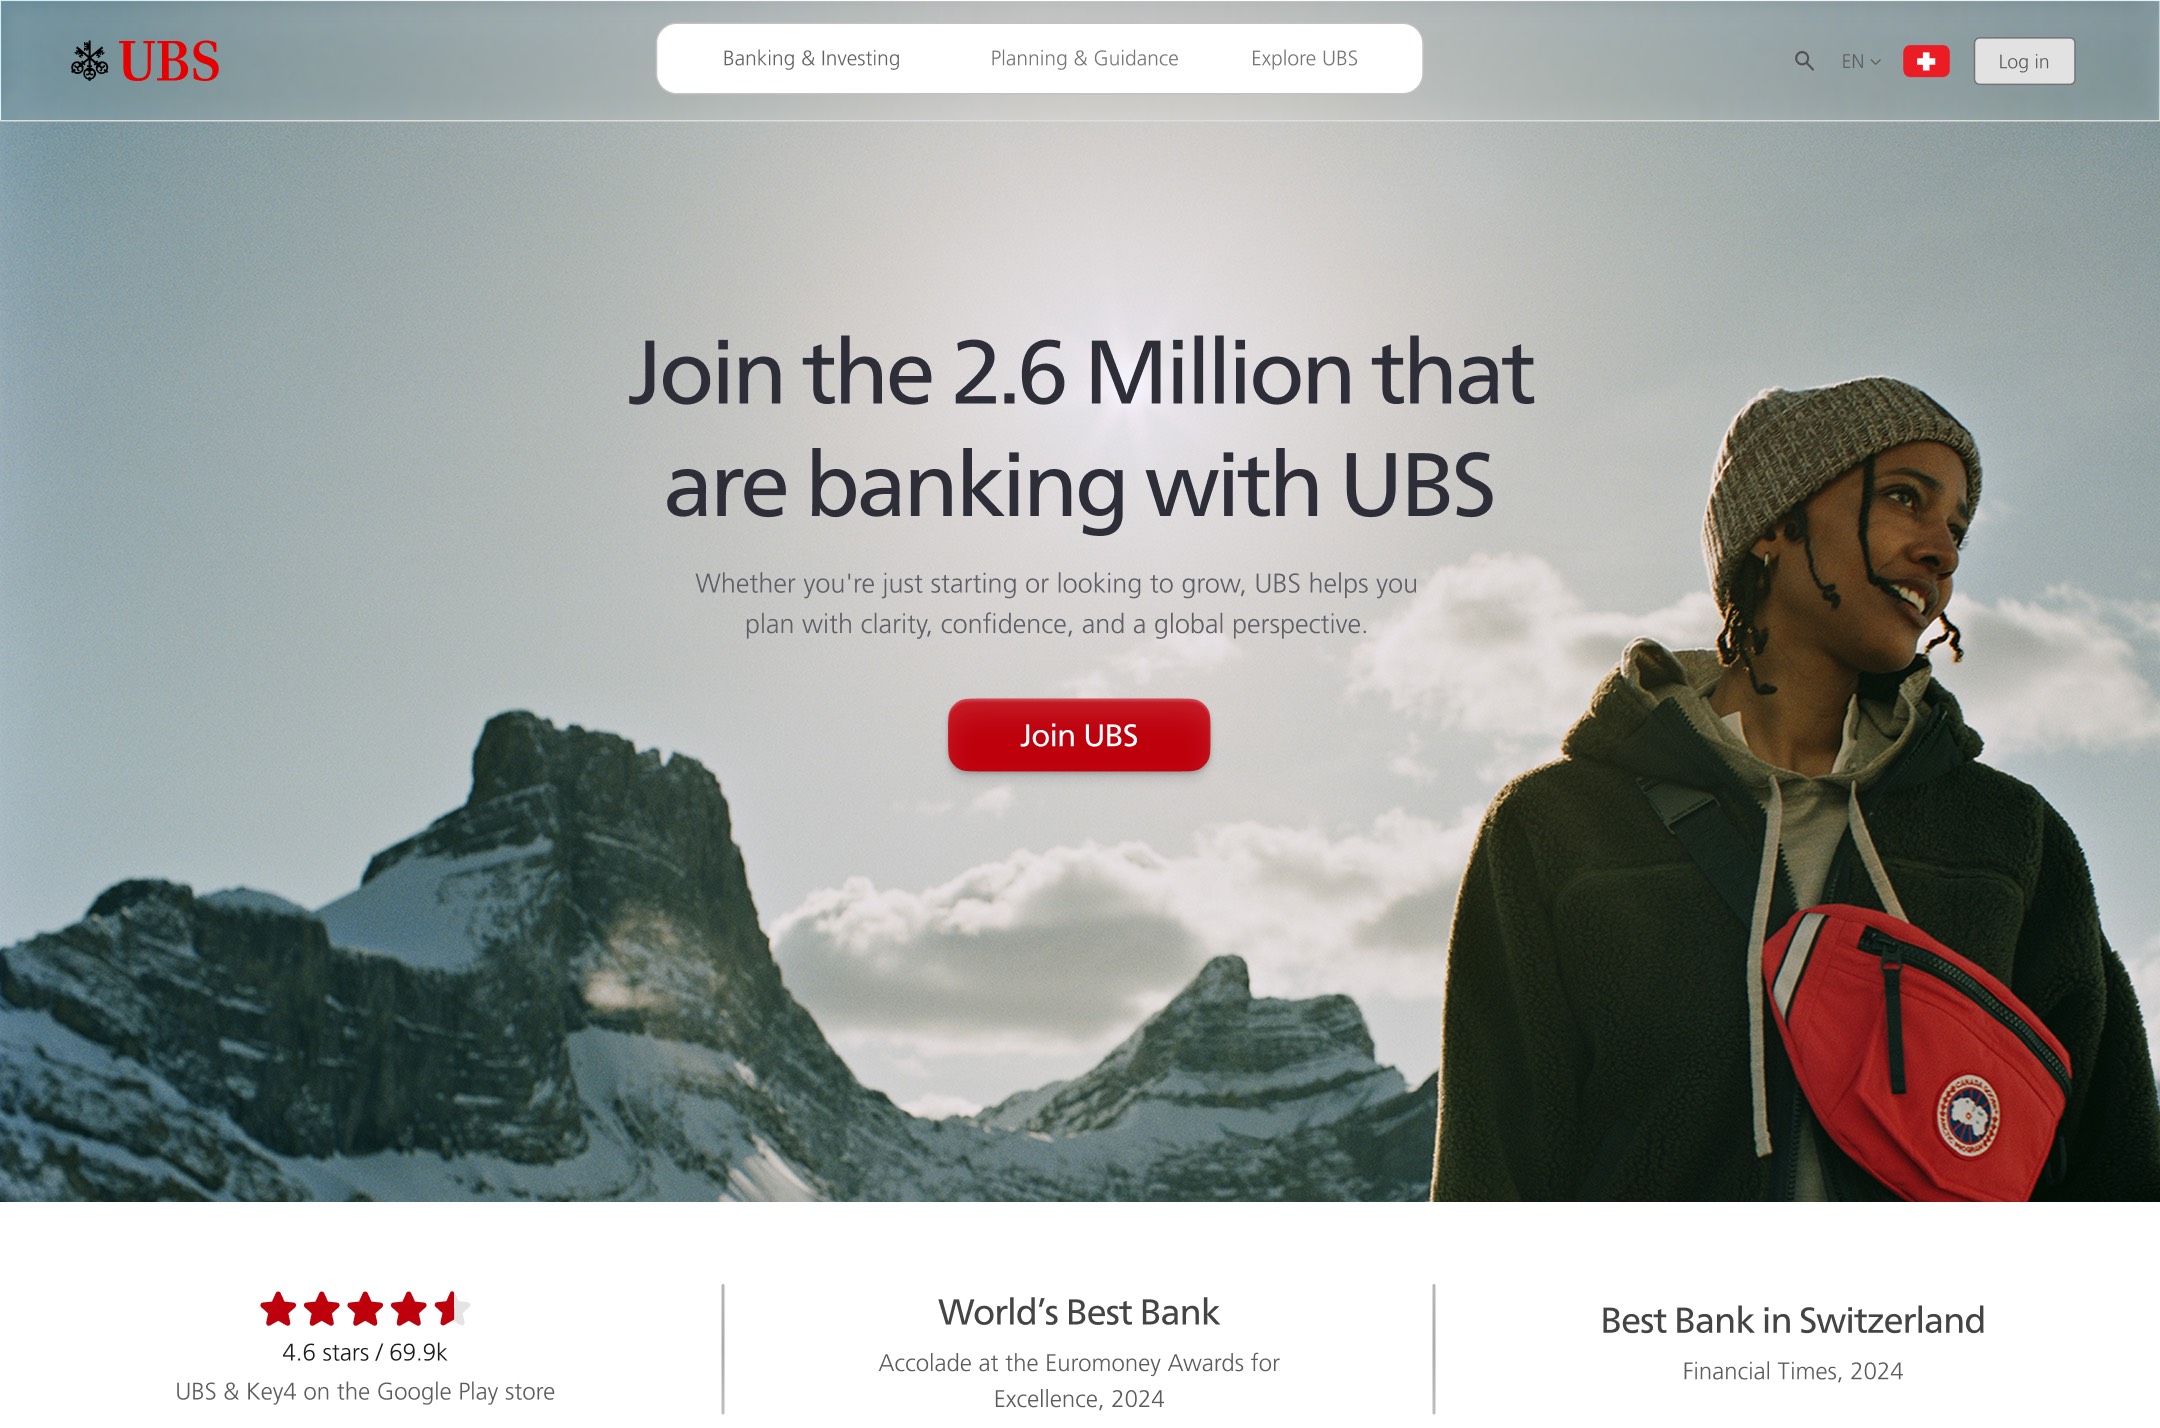 UBS
Banking & Investing
Planning & Guidance
Explore UBS
EN
Log in
Join the 2.6 Million that
are banking with UBS
Whether you're just starting or looking to grow, UBS helps you
plan with clarity, confidence, and a global perspective.
Join UBS
4.6 stars / 69.9k
UBS & Key4 on the Google Play store
World’s Best Bank
Accolade at the Euromoney Awards for
Excellence, 2024
Best Bank in Switzerland
Financial Times, 2024